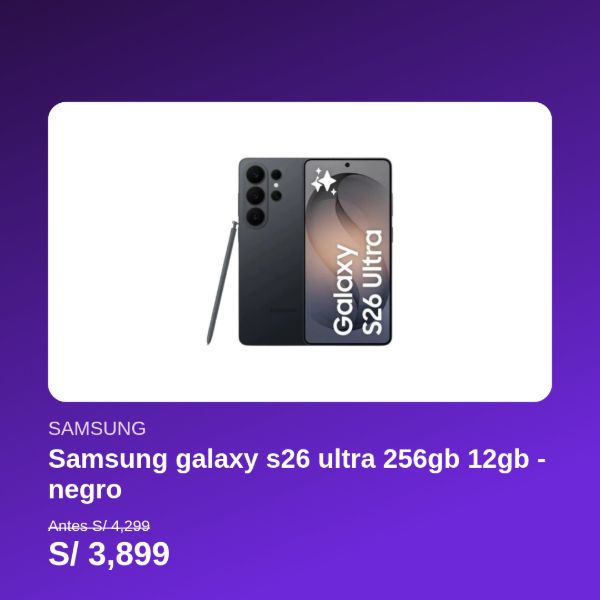 Galaxy
S26 Ultra
SAMSUNG
Samsung galaxy s26 ultra 256gb 12gb -
negro
Antes S/ 4,299
S/ 3,899